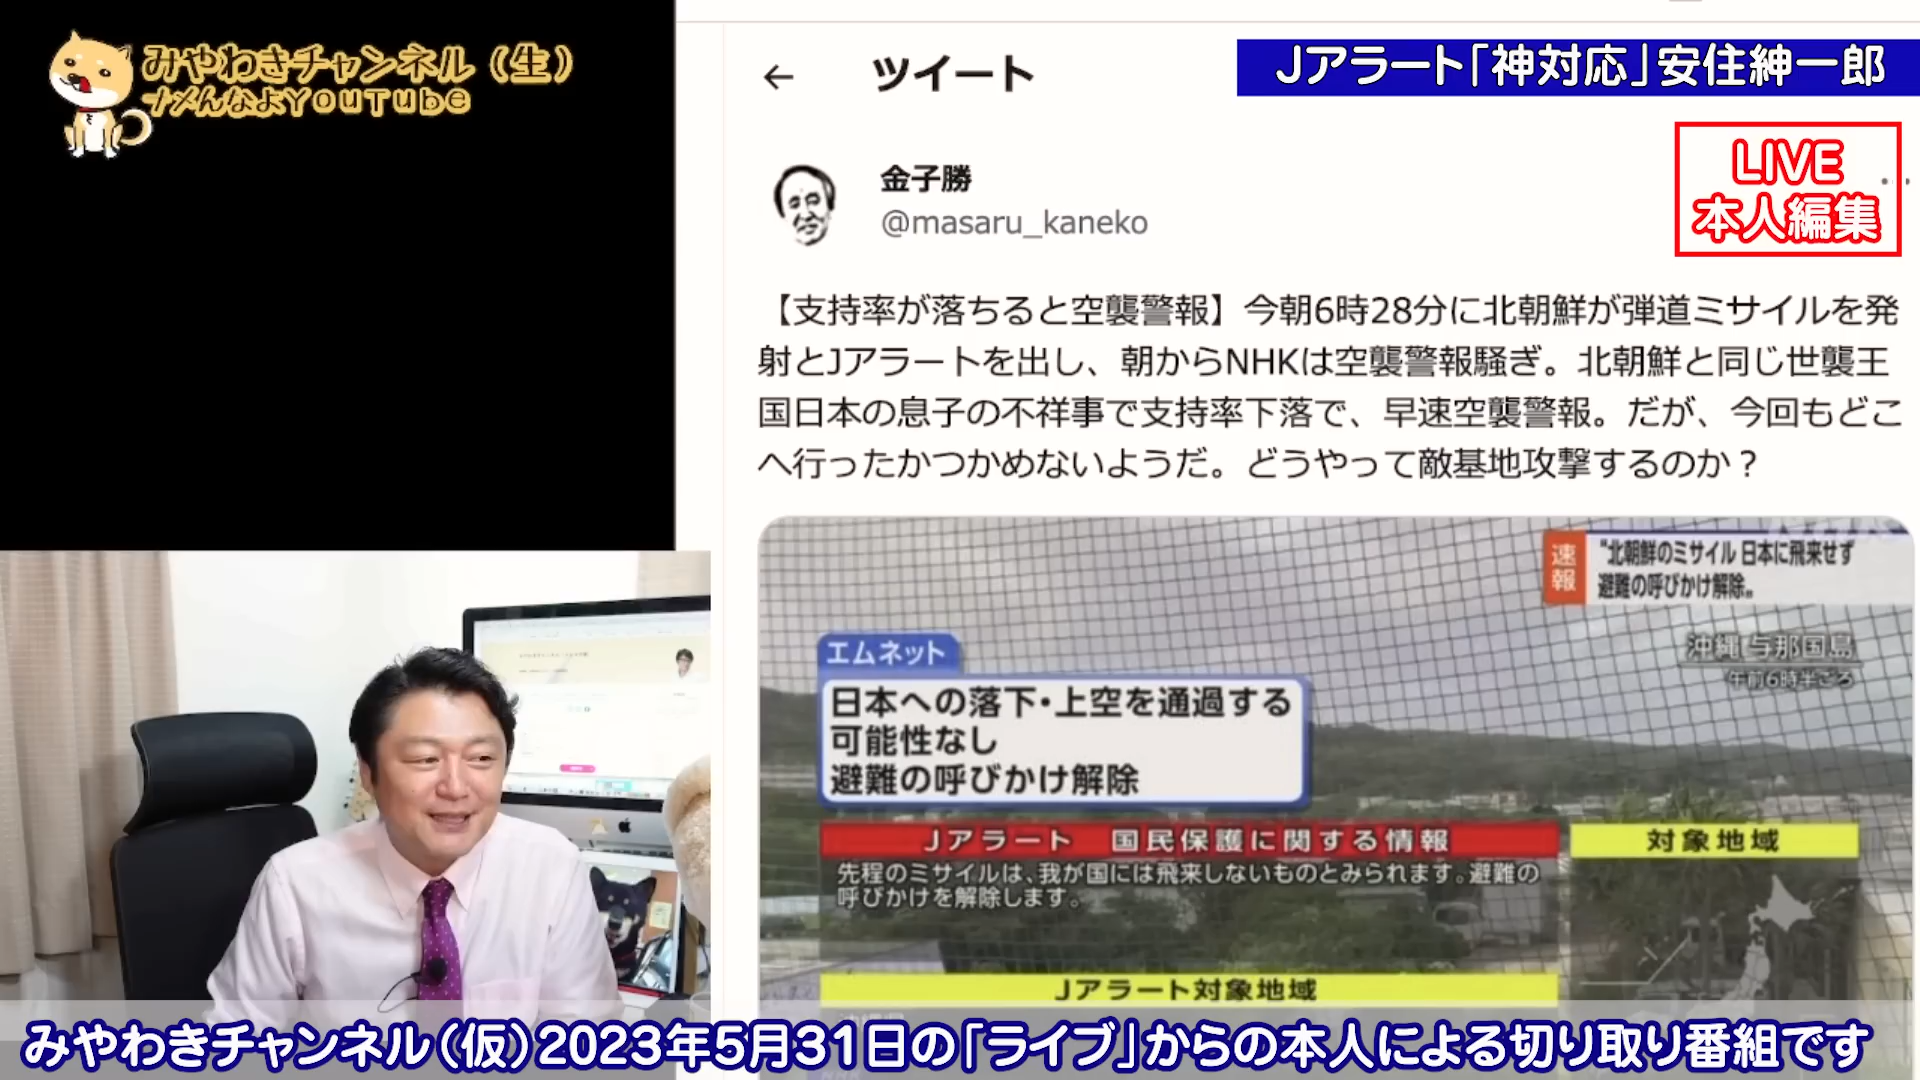 みやわきチャンネル（生）
ナメんなよYouTube
Jアラート「神対応」安住紳一郎
LIVE
本人編集
← ツイート
金子勝
@masaru_kaneko
【支持率が落ちると空襲警報】今朝6時28分に北朝鮮が弾道ミサイルを発
射とJアラートを出し、朝からNHKは空襲警報騒ぎ。北朝鮮と同じ世襲王
国日本の息子の不祥事で支持率下落で、早速空襲警報。だが、今回もどこ
へ行ったかつかめないようだ。どうやって敵基地攻撃するのか？
速報
“北朝鮮のミサイル 日本に飛来せず
避難の呼びかけ解除”
沖縄 与那国島
午前6時半ごろ
エムネット
日本への落下・上空を通過する
可能性なし
避難の呼びかけ解除
Jアラート 国民保護に関する情報
対象地域
先程のミサイルは、我が国には飛来しないものとみられます。避難の
呼びかけを解除します。
Jアラート対象地域
みやわきチャンネル（仮）2023年5月31日の「ライブ」からの本人による切り取り番組です